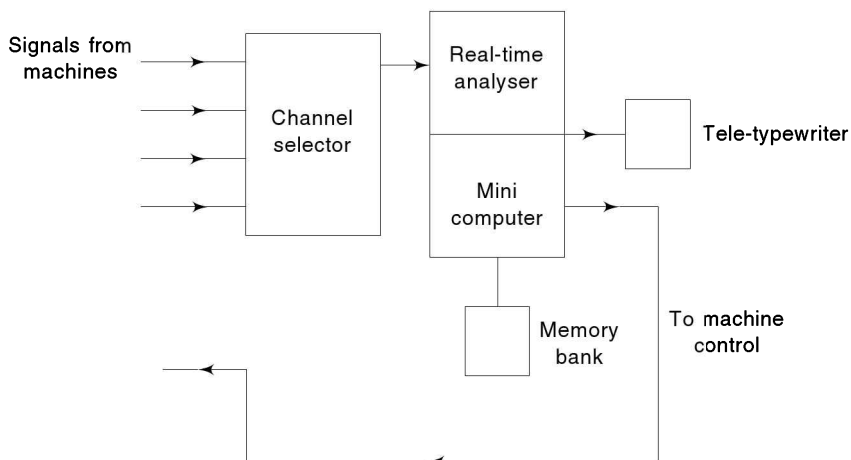 Signals from
machines
Channel
selector
Real-time
analyser
Tele-typewriter
Mini
computer
Memory
bank
To machine
control